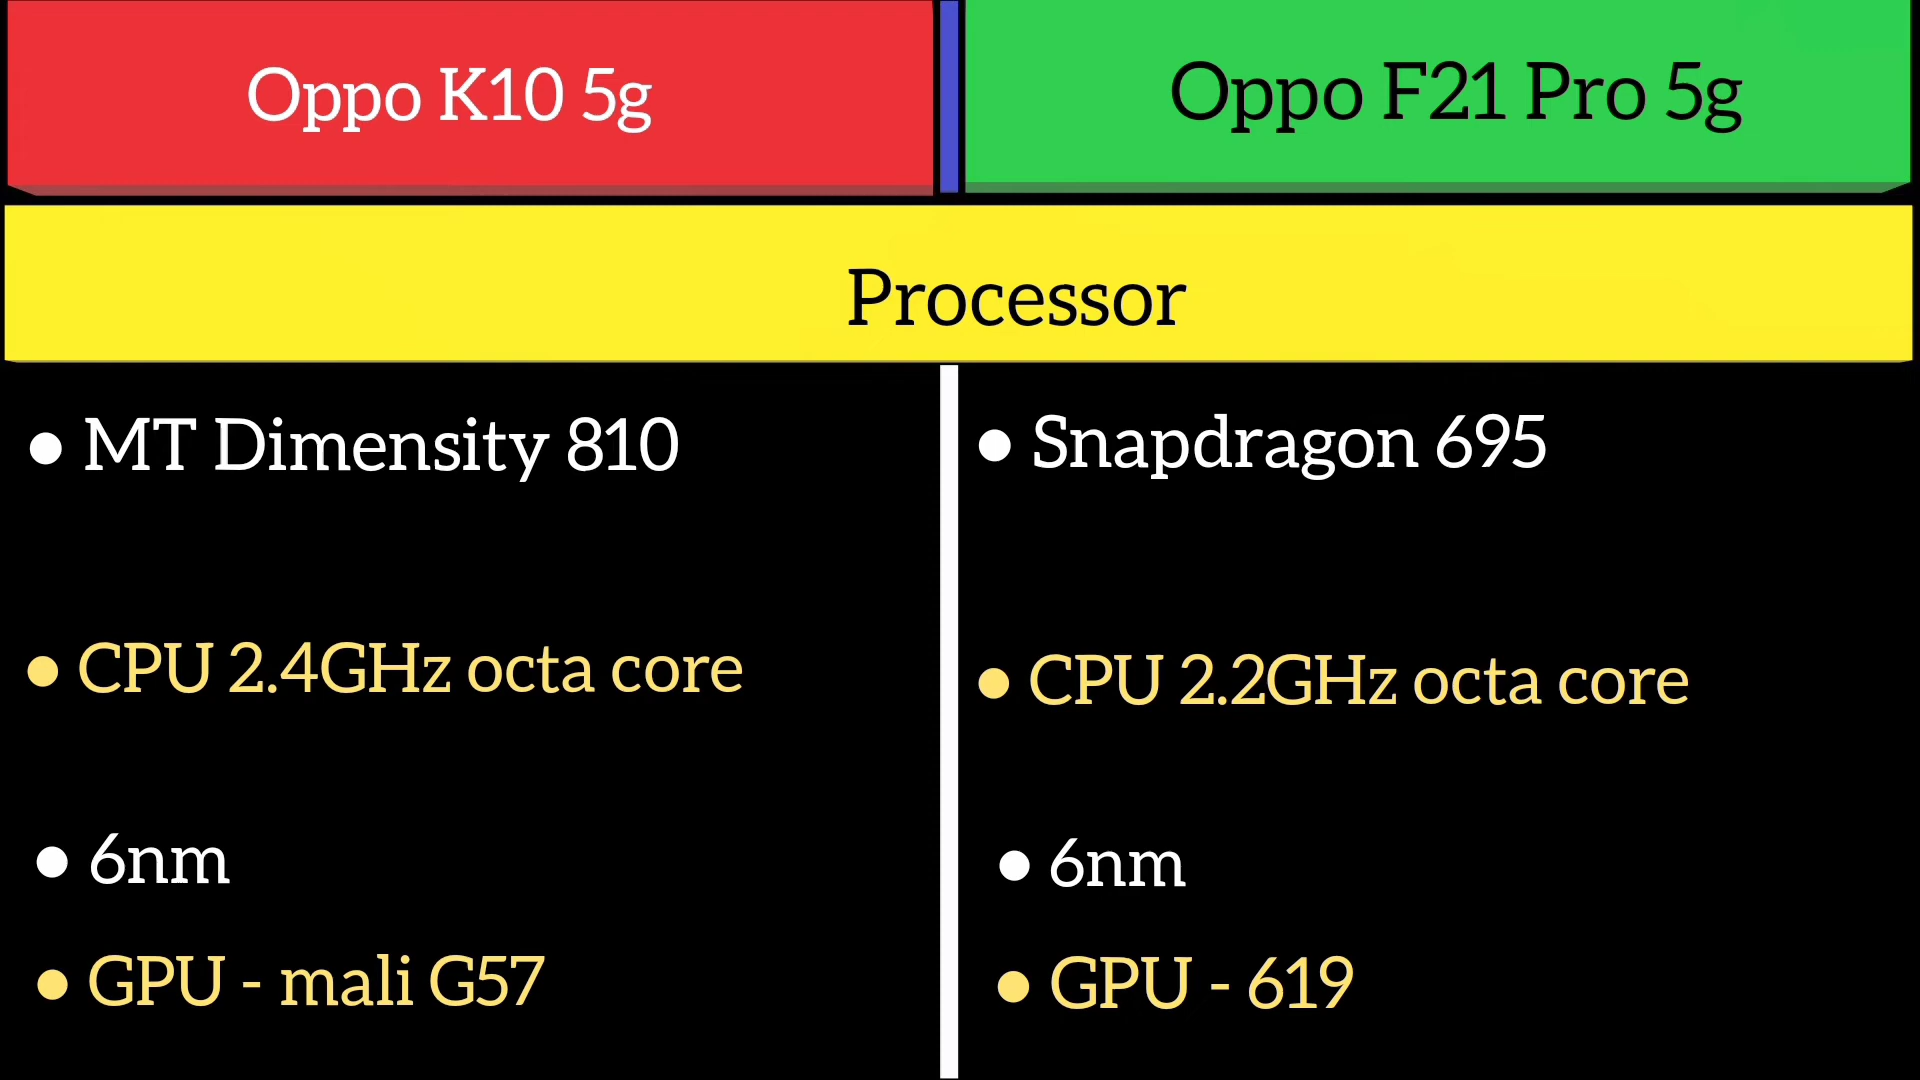 Oppo K10 5g
Oppo F21 Pro 5g
Processor
● MT Dimensity 810
● CPU 2.4GHz octa core
● 6nm
● GPU - mali G57
● Snapdragon 695
● CPU 2.2GHz octa core
● 6nm
● GPU - 619